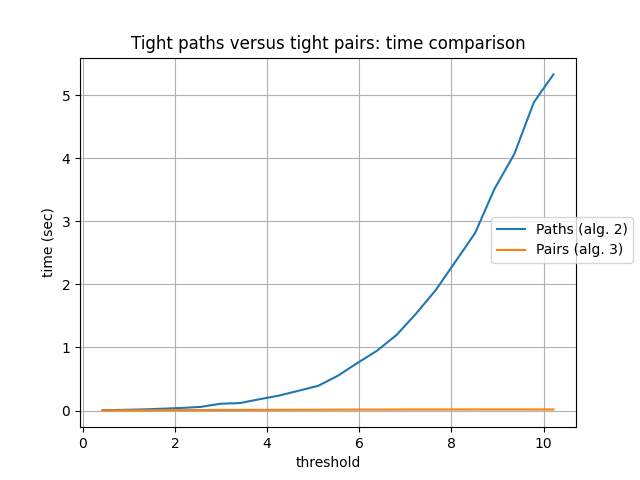 Tight paths versus tight pairs: time comparison
5
4
3
2
1
0
time (sec)
Paths (alg. 2)
Pairs (alg. 3)
0 2 4 6 8 10
threshold